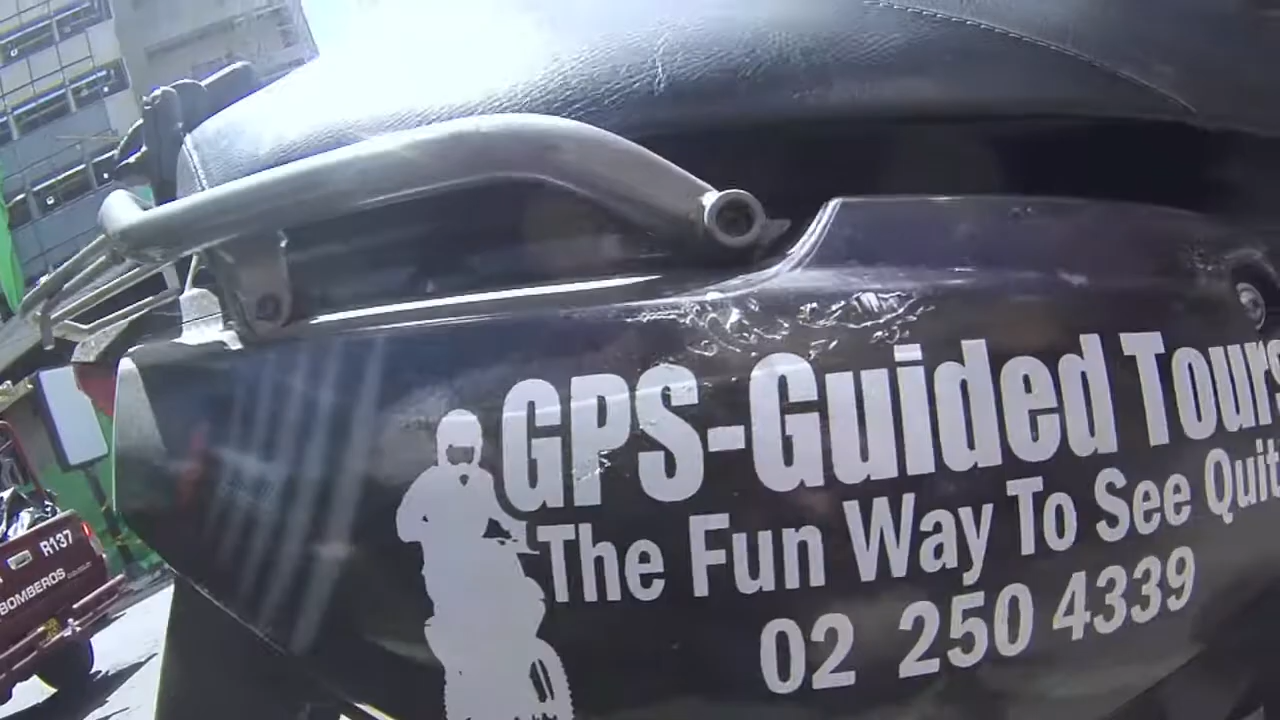 GPS-Guided Tours
The Fun Way To See Quit
02 250 4339
R137
BOMBEROS